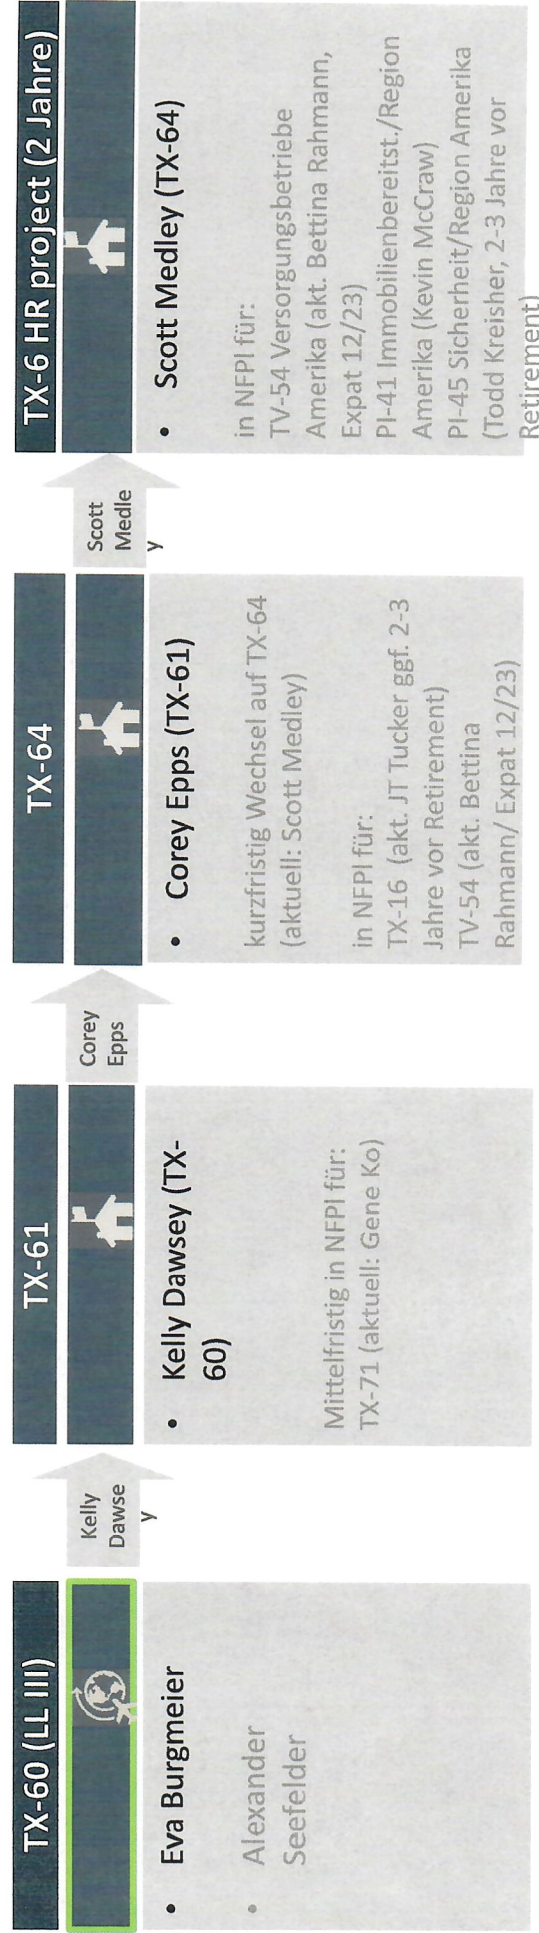 TX-60 (LL III)
• Eva Burgmeier
• Alexander
Seefelder
Kelly
Dawse
y
TX-61
• Kelly Dawsey (TX-
60)
Mittelfristig in NFPI für:
TX-71 (aktuell: Gene Ko)
Corey
Epps
TX-64
• Corey Epps (TX-61)
kurzfristig Wechsel auf TX-64
(aktuell: Scott Medley)
in NFPI für:
TX-16 (akt. JT Tucker ggf. 2-3
Jahre vor Retirement)
TV-54 (akt. Bettina
Rahmann/ Expat 12/23)
Scott
Medle
y
TX-6 HR project (2 Jahre)
• Scott Medley (TX-64)
in NFPI für:
TV-54 Versorgungsbetriebe
Amerika (akt. Bettina Rahmann,
Expat 12/23)
PI-41 Immobilienbereitst./Region
Amerika (Kevin McCraw)
PI-45 Sicherheit/Region Amerika
(Todd Kreisher, 2-3 Jahre vor
Retirement)